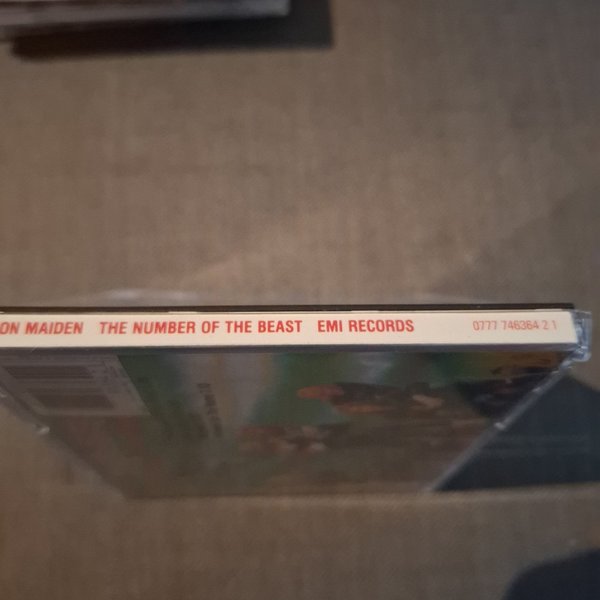 ON MAIDEN THE NUMBER OF THE BEAST EMI RECORDS 0777 746364 2 1